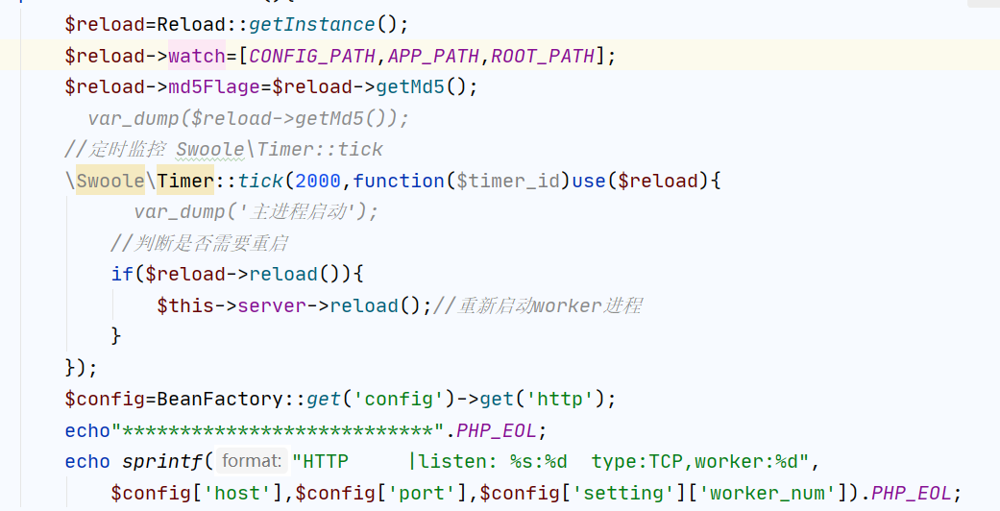 $reload=Reload::getInstance();
$reload->watch=[CONFIG_PATH,APP_PATH,ROOT_PATH];
$reload->md5Flage=$reload->getMd5();
var_dump($reload->getMd5());
//定时监控 Swoole\Timer::tick
\Swoole\Timer::tick(2000,function($timer_id)use($reload){
var_dump('主进程启动');
//判断是否需要重启
if($reload->reload()){
$this->server->reload();//重新启动worker进程
}
});
$config=BeanFactory::get('config')->get('http');
echo"***************************".PHP_EOL;
echo sprintf( format: "HTTP     |listen: %s:%d  type:TCP,worker:%d",
$config['host'],$config['port'],$config['setting']['worker_num']).PHP_EOL;